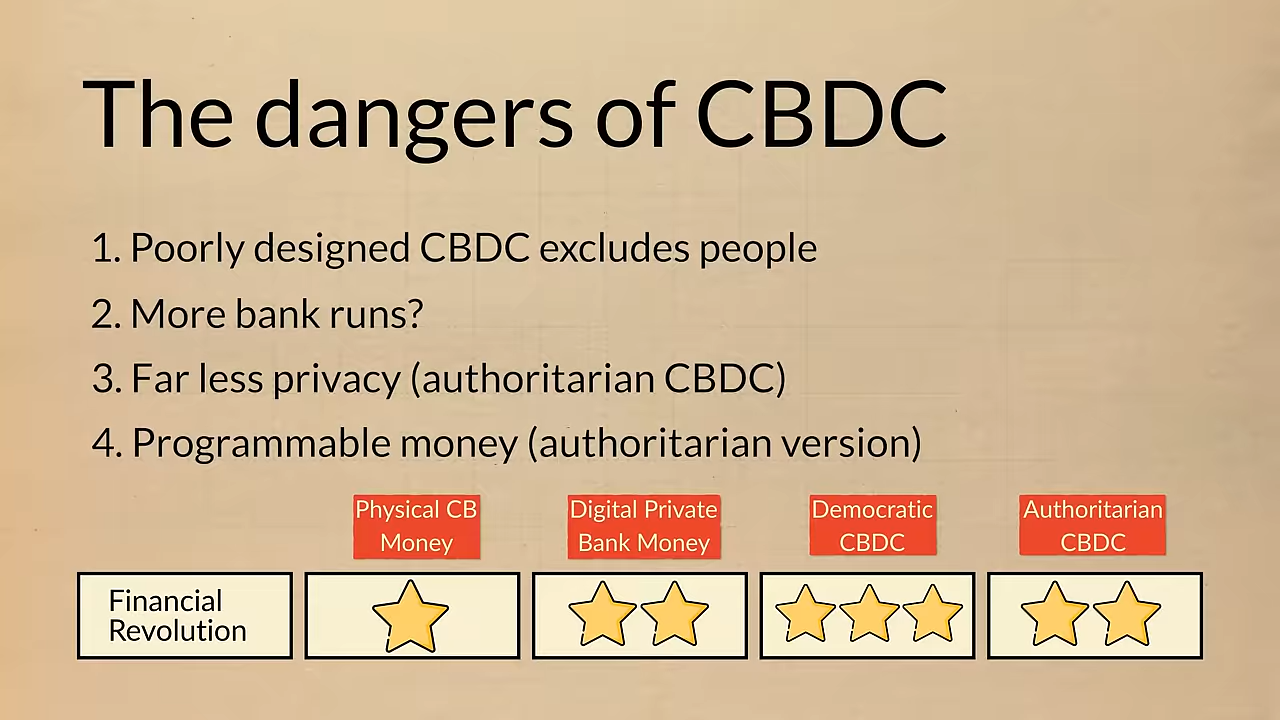 The dangers of CBDC
1. Poorly designed CBDC excludes people
2. More bank runs?
3. Far less privacy (authoritarian CBDC)
4. Programmable money (authoritarian version)
Physical CB
Money
Digital Private
Bank Money
Democratic
CBDC
Authoritarian
CBDC
Financial
Revolution